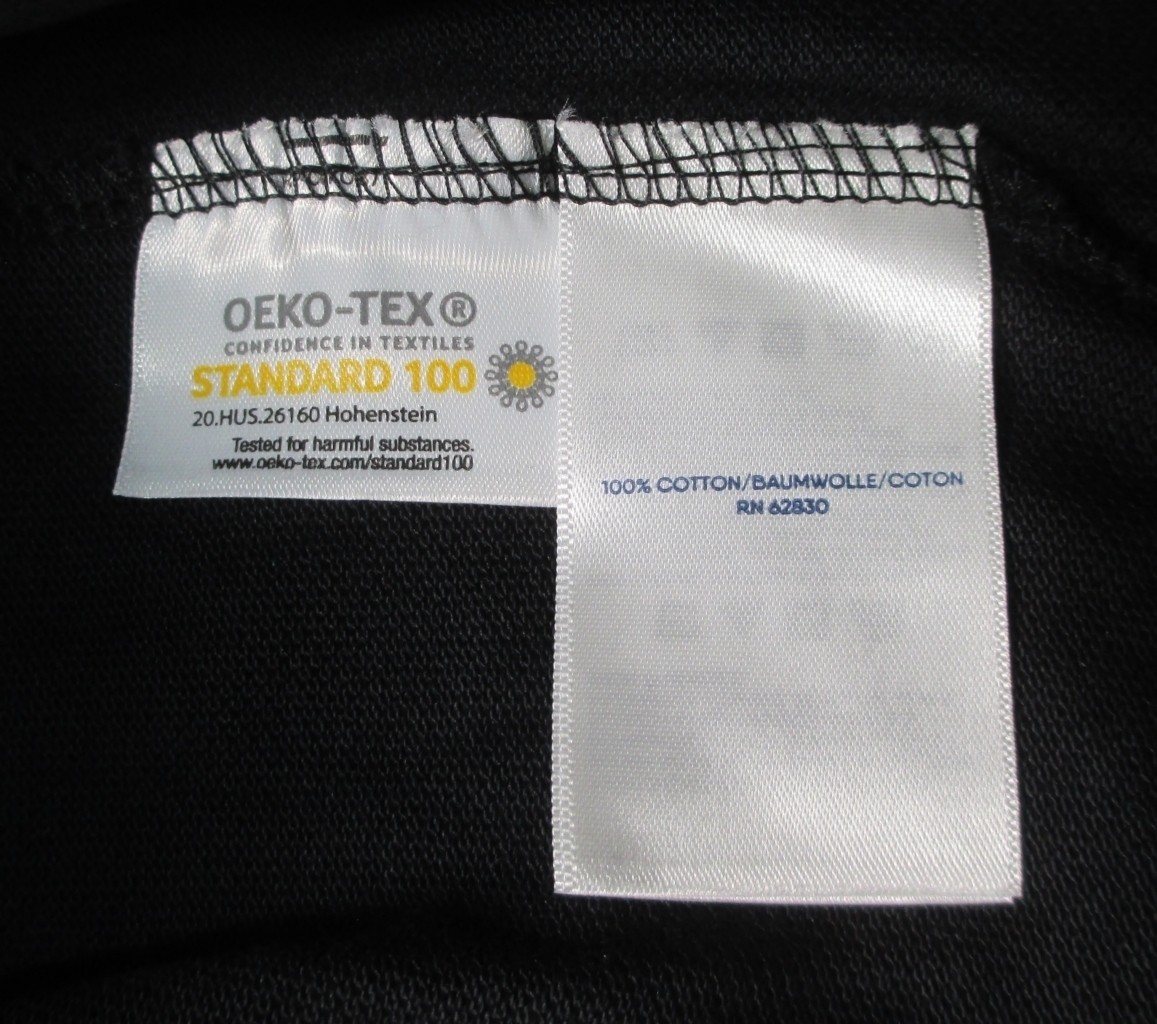 OEKO-TEX®
CONFIDENCE IN TEXTILES
STANDARD 100
20.HUS.26160 Hohenstein
Tested for harmful substances.
www.oeko-tex.com/standard100
100% COTTON/BAUMWOLLE/COTON
RN 62830